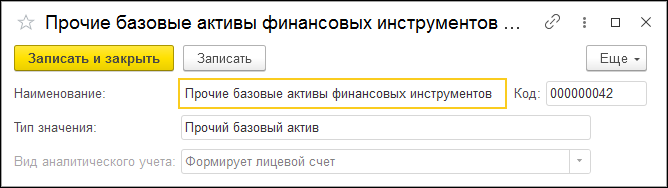 Прочие базовые активы финансовых инструментов ...
Записать и закрыть Записать Еще
Наименование: Прочие базовые активы финансовых инструментов Код: 000000042
Тип значения: Прочий базовый актив
Вид аналитического учета: Формирует лицевой счет